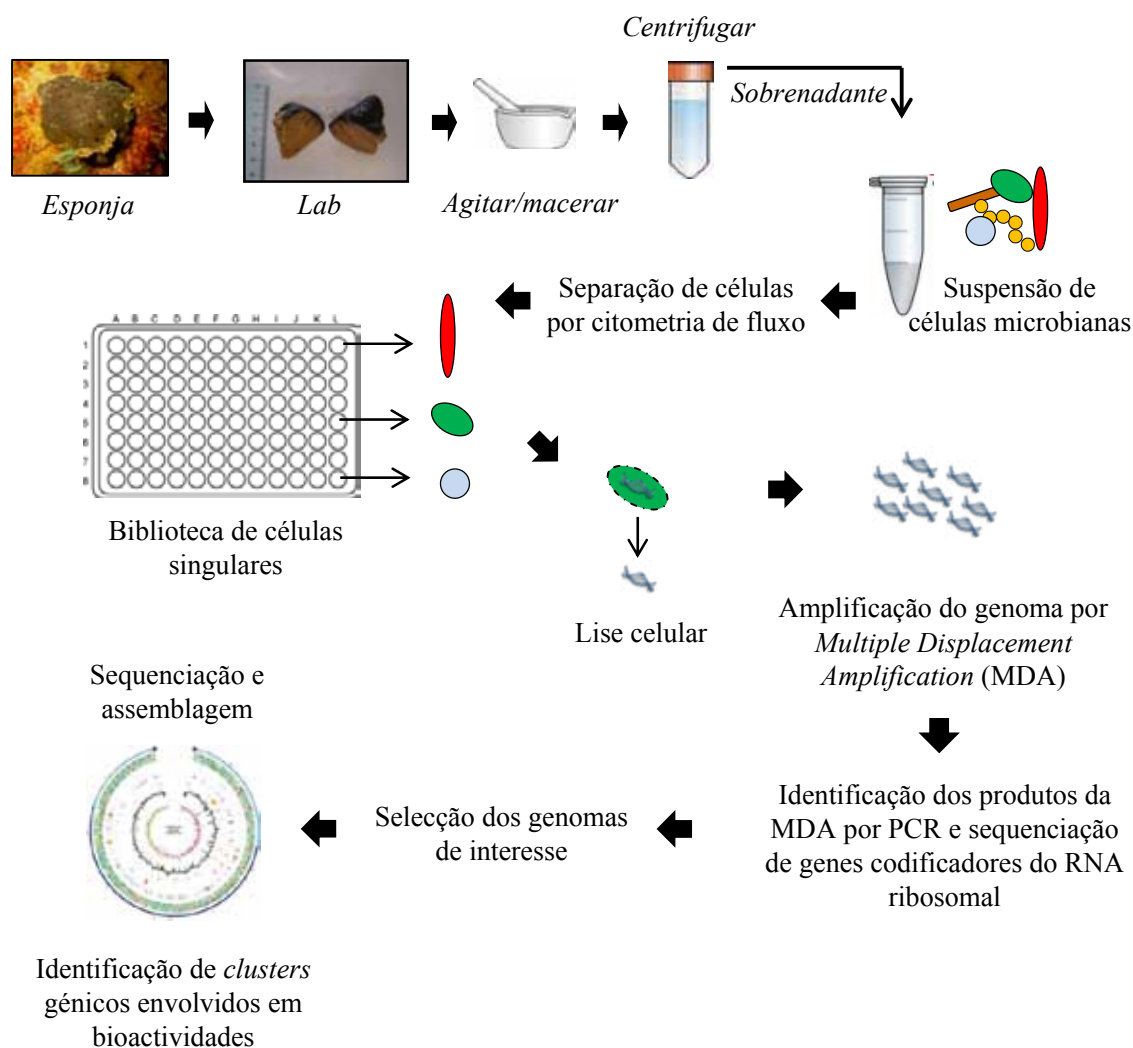 Centrifugar
Sobrenadante
Esponja
Lab
Agitar/macerar
Suspensão de
células microbianas
Separação de células
por citometria de fluxo
A B C D E F G H I J K L
1
2
3
4
5
6
7
8
Biblioteca de células
singulares
Lise celular
Amplificação do genoma por
Multiple Displacement
Amplification (MDA)
Identificação dos produtos da
MDA por PCR e sequenciação
de genes codificadores do RNA
ribosomal
Selecção dos genomas
de interesse
Sequenciação e
assemblagem
Identificação de clusters
génicos envolvidos em
bioactividades